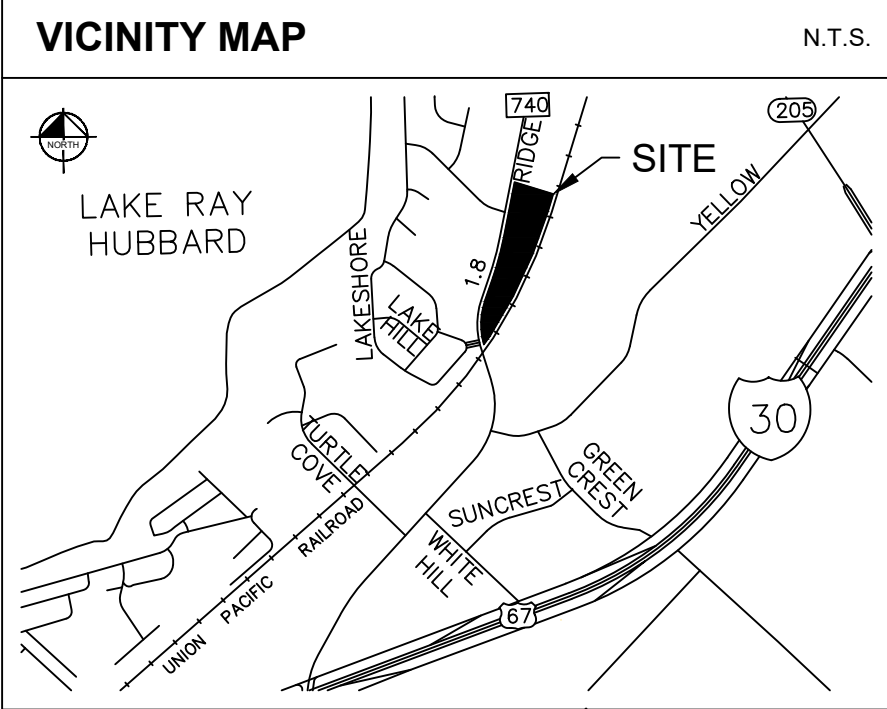 VICINITY MAP
N.T.S.
NORTH
LAKE RAY
HUBBARD
740
RIDGE
SITE
205
YELLOW
LAKESHORE
1.8
LAKE
HILL
30
TURTLE
COVE
GREEN
CREST
SUNCREST
WHITE
HILL
67
UNION PACIFIC RAILROAD